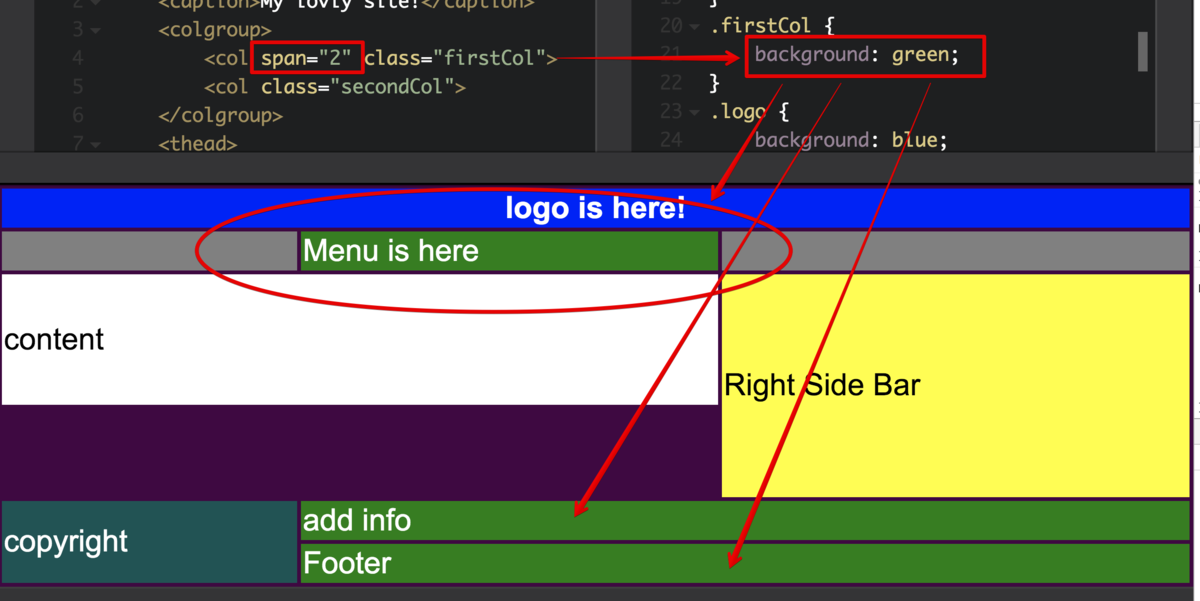 2 <caption>My lovly site!</caption>
3 <colgroup>
4 <col span="2" class="firstCol">
5 <col class="secondCol">
6 </colgroup>
7 <thead>
19 }
20 .firstCol {
21 background: green;
22 }
23 .logo {
24 background: blue;
logo is here!
Menu is here
content
Right Side Bar
copyright
add info
Footer